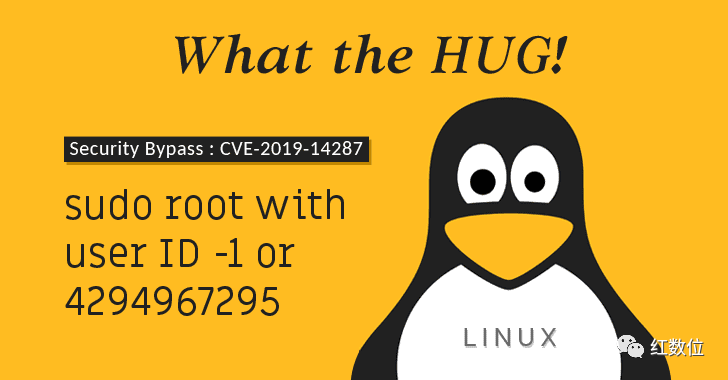 What the HUG!
Security Bypass : CVE-2019-14287
sudo root with
user ID -1 or
4294967295
LINUX
红数位